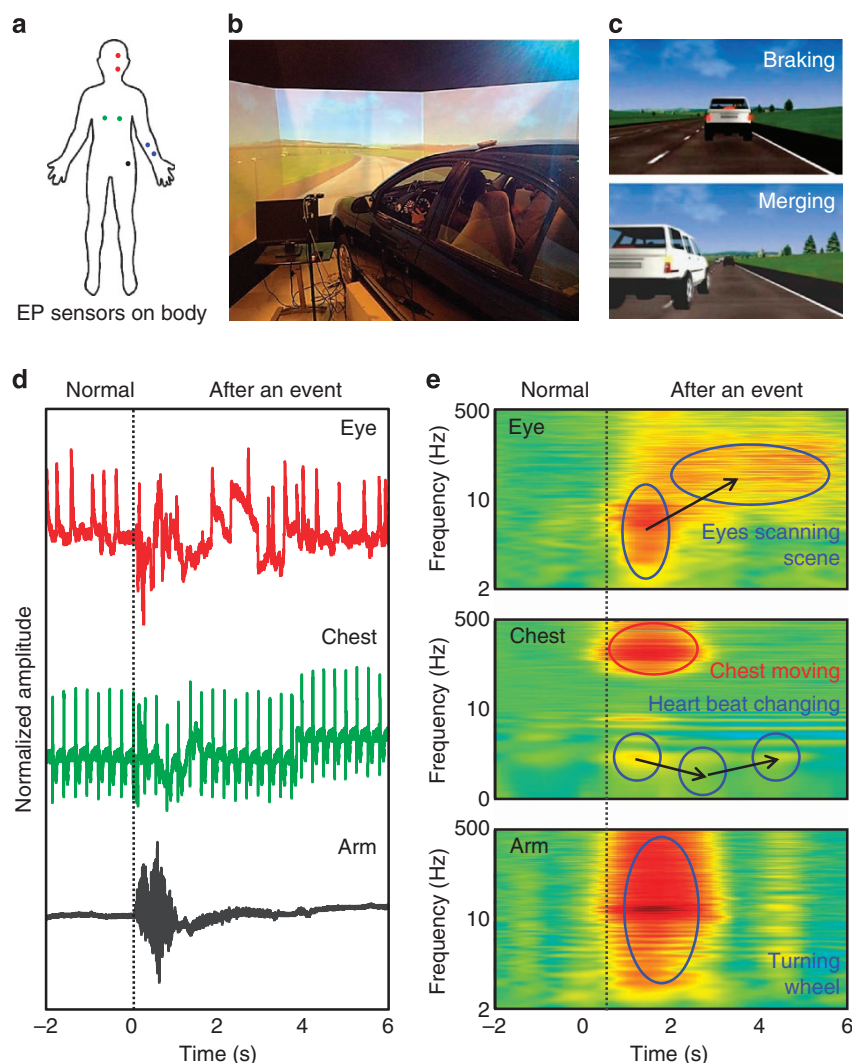 a
EP sensors on body
b
c
Braking
Merging
d
Normal
After an event
Eye
Chest
Arm
Normalized amplitude
−2
0
2
4
6
Time (s)
e
Normal
After an event
500
Eye
10
Eyes scanning
scene
2
Frequency (Hz)
500
Chest
Chest moving
10
Heart beat changing
0
Frequency (Hz)
500
Arm
10
Turning
wheel
2
Frequency (Hz)
−2
0
2
4
6
Time (s)